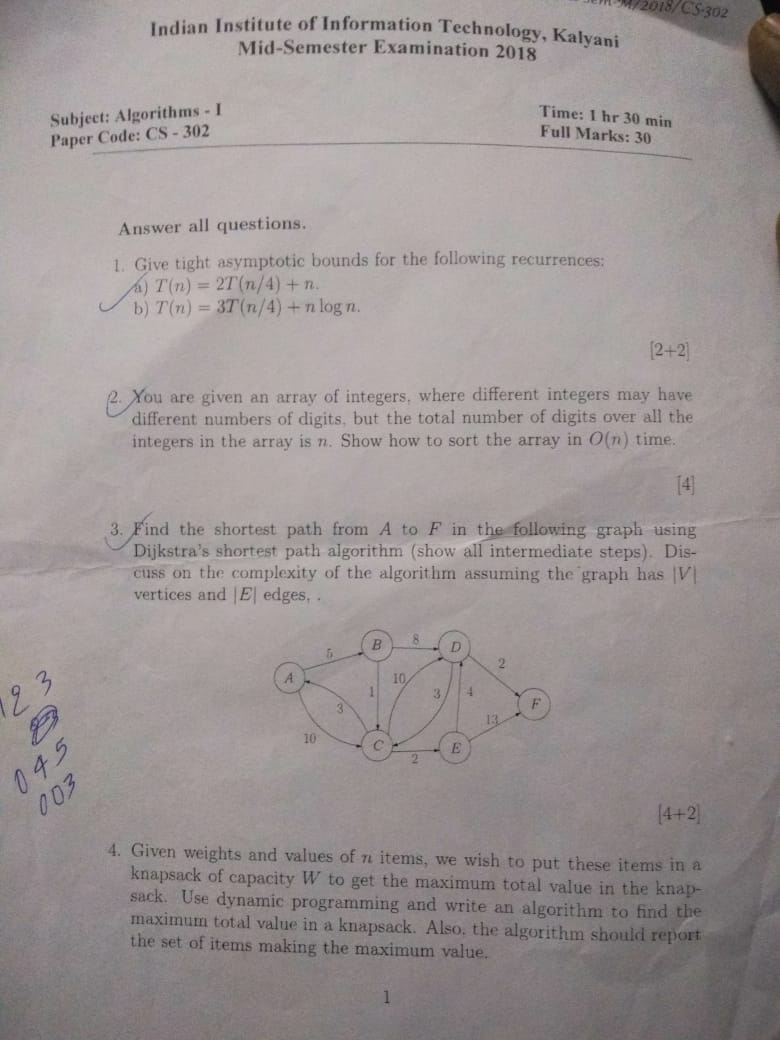 M/2018/CS-302
Indian Institute of Information Technology, Kalyani
Mid-Semester Examination 2018
Subject: Algorithms - I
Time: 1 hr 30 min
Paper Code: CS - 302
Full Marks: 30
Answer all questions.
1. Give tight asymptotic bounds for the following recurrences:
a) T(n) = 2T(n/4) + n.
b) T(n) = 3T(n/4) + n log n.
[2+2]
2. You are given an array of integers, where different integers may have
different numbers of digits, but the total number of digits over all the
integers in the array is n. Show how to sort the array in O(n) time.
[4]
3. Find the shortest path from A to F in the following graph using
Dijkstra's shortest path algorithm (show all intermediate steps). Dis-
cuss on the complexity of the algorithm assuming the graph has |V|
vertices and |E| edges, .
B 8 D
5
2
A 10
1 3 4
3 F
13
10
C E
2
123
045
003
[4+2]
4. Given weights and values of n items, we wish to put these items in a
knapsack of capacity W to get the maximum total value in the knap-
sack. Use dynamic programming and write an algorithm to find the
maximum total value in a knapsack. Also, the algorithm should report
the set of items making the maximum value.
1